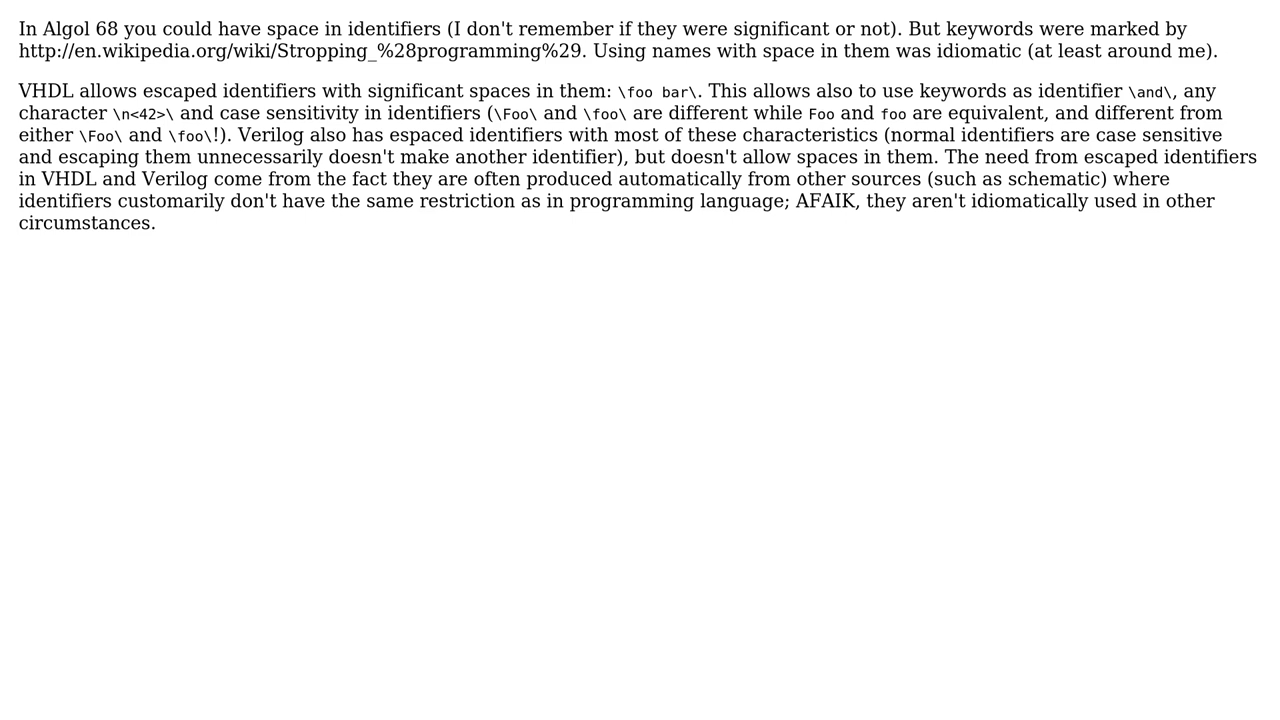 In Algol 68 you could have space in identifiers (I don't remember if they were significant or not). But keywords were marked by
http://en.wikipedia.org/wiki/Stropping_%28programming%29. Using names with space in them was idiomatic (at least around me).
VHDL allows escaped identifiers with significant spaces in them: \foo bar\. This allows also to use keywords as identifier \and\, any
character \n<42>\ and case sensitivity in identifiers (\Foo\ and \foo\ are different while Foo and foo are equivalent, and different from
either \Foo\ and \foo\!). Verilog also has espaced identifiers with most of these characteristics (normal identifiers are case sensitive
and escaping them unnecessarily doesn't make another identifier), but doesn't allow spaces in them. The need from escaped identifiers
in VHDL and Verilog come from the fact they are often produced automatically from other sources (such as schematic) where
identifiers customarily don't have the same restriction as in programming language; AFAIK, they aren't idiomatically used in other
circumstances.